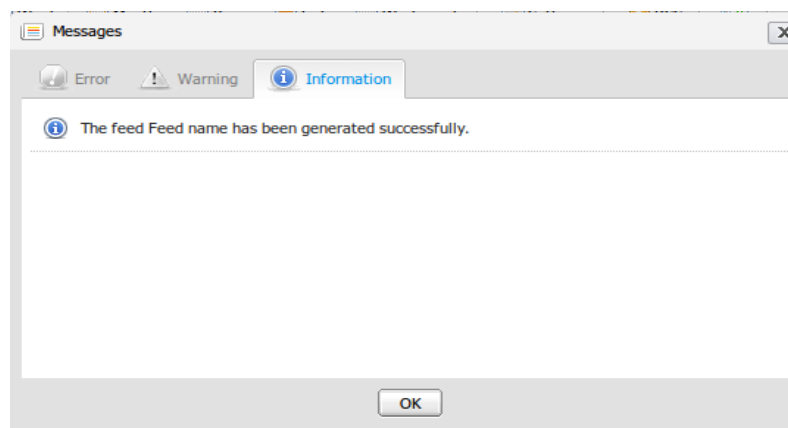 Messages
Error Warning Information
The feed Feed name has been generated successfully.
OK